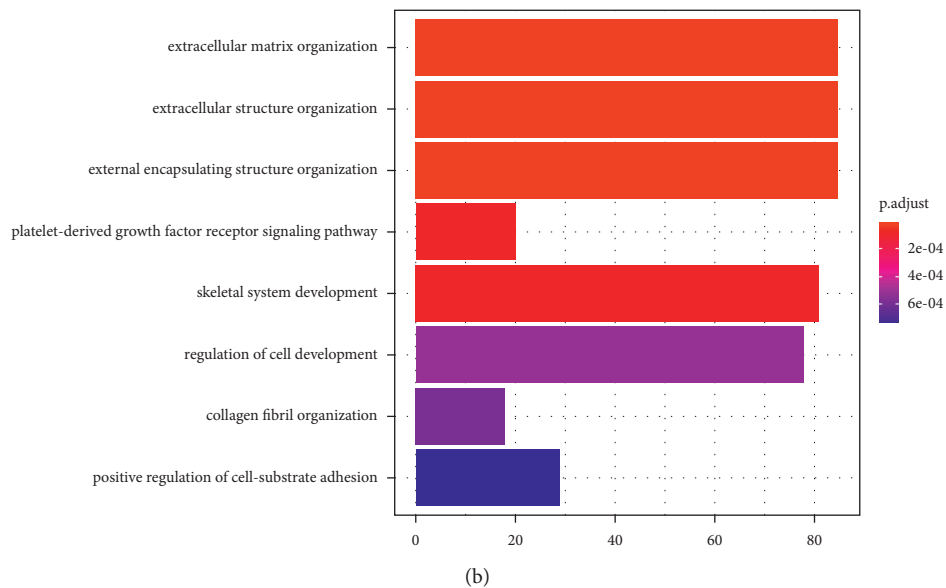 extracellular matrix organization
extracellular structure organization
external encapsulating structure organization
platelet-derived growth factor receptor signaling pathway
skeletal system development
regulation of cell development
collagen fibril organization
positive regulation of cell-substrate adhesion
0 20 40 60 80
p.adjust
2e-04
4e-04
6e-04
(b)